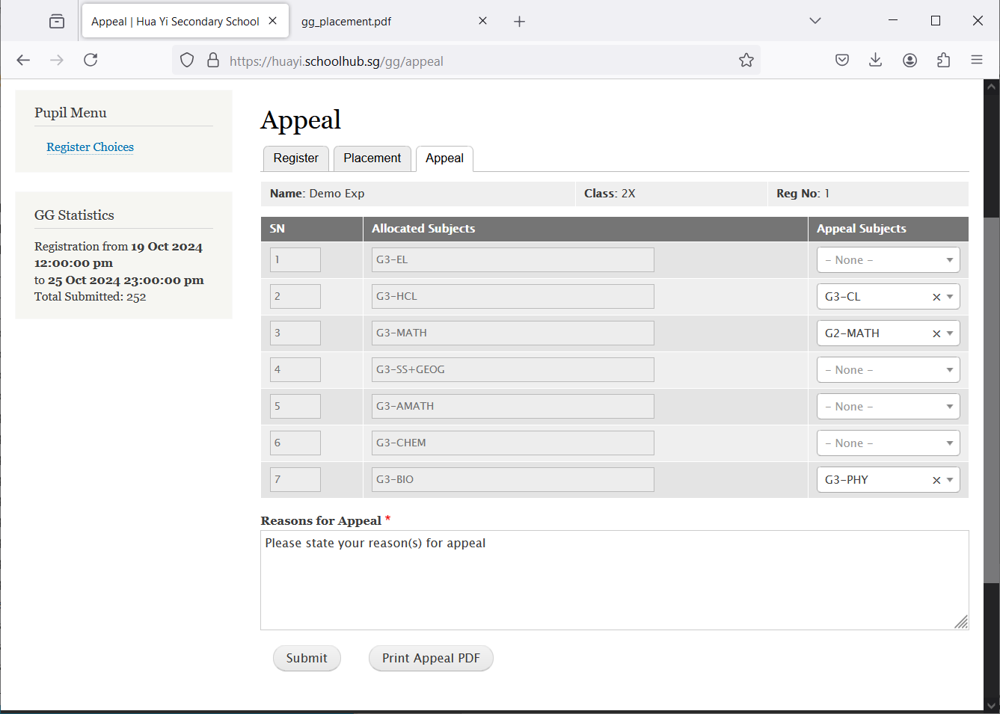 Appeal | Hua Yi Secondary School
gg_placement.pdf
https://huayi.schoolhub.sg/gg/appeal
Pupil Menu
Register Choices
GG Statistics
Registration from 19 Oct 2024
12:00:00 pm
to 25 Oct 2024 23:00:00 pm
Total Submitted: 252
Appeal
Register Placement Appeal
Name: Demo Exp Class: 2X Reg No: 1
SN Allocated Subjects Appeal Subjects
1 G3-EL - None -
2 G3-HCL G3-CL
3 G3-MATH G2-MATH
4 G3-SS+GEOG - None -
5 G3-AMATH - None -
6 G3-CHEM - None -
7 G3-BIO G3-PHY
Reasons for Appeal *
Please state your reason(s) for appeal
Submit Print Appeal PDF